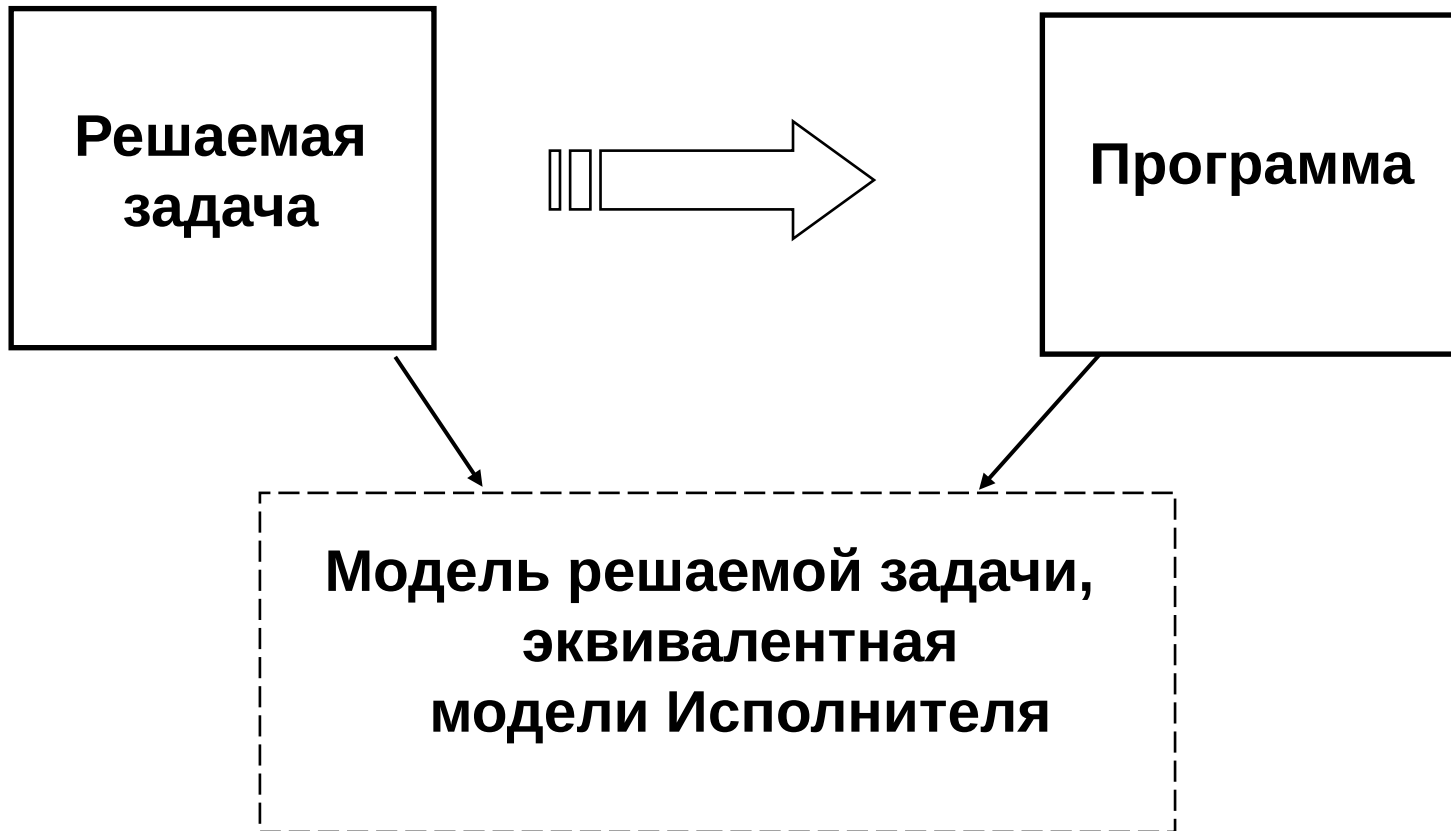 Решаемая
задача
Программа
Модель решаемой задачи,
эквивалентная
модели Исполнителя